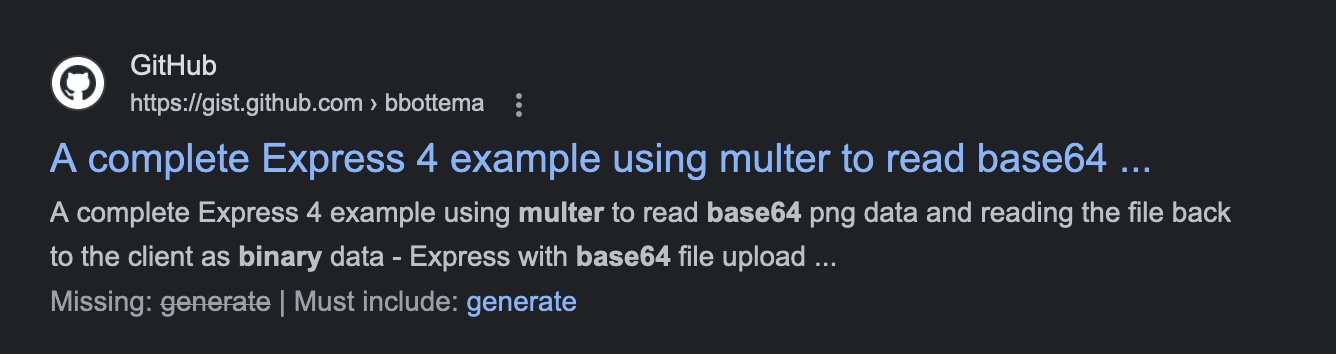 GitHub
https://gist.github.com › bbottema
A complete Express 4 example using multer to read base64 ...
A complete Express 4 example using multer to read base64 png data and reading the file back
to the client as binary data - Express with base64 file upload ...
Missing: generate | Must include: generate